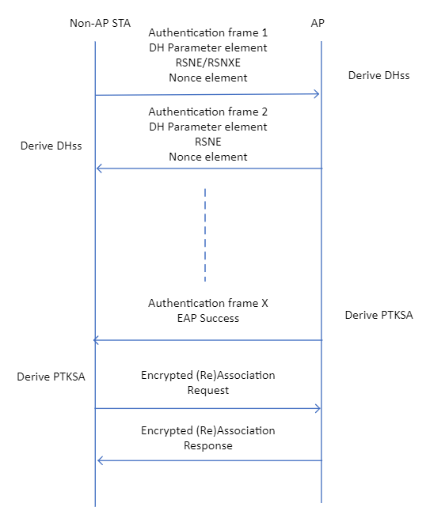 Non-AP STA
AP
Authentication frame 1
DH Parameter element
RSNE/RSNXE
Nonce element
Derive DHss
Authentication frame 2
DH Parameter element
RSNE
Nonce element
Derive DHss
Authentication frame X
EAP Success
Derive PTKSA
Derive PTKSA
Encrypted (Re)Association
Request
Encrypted (Re)Association
Response